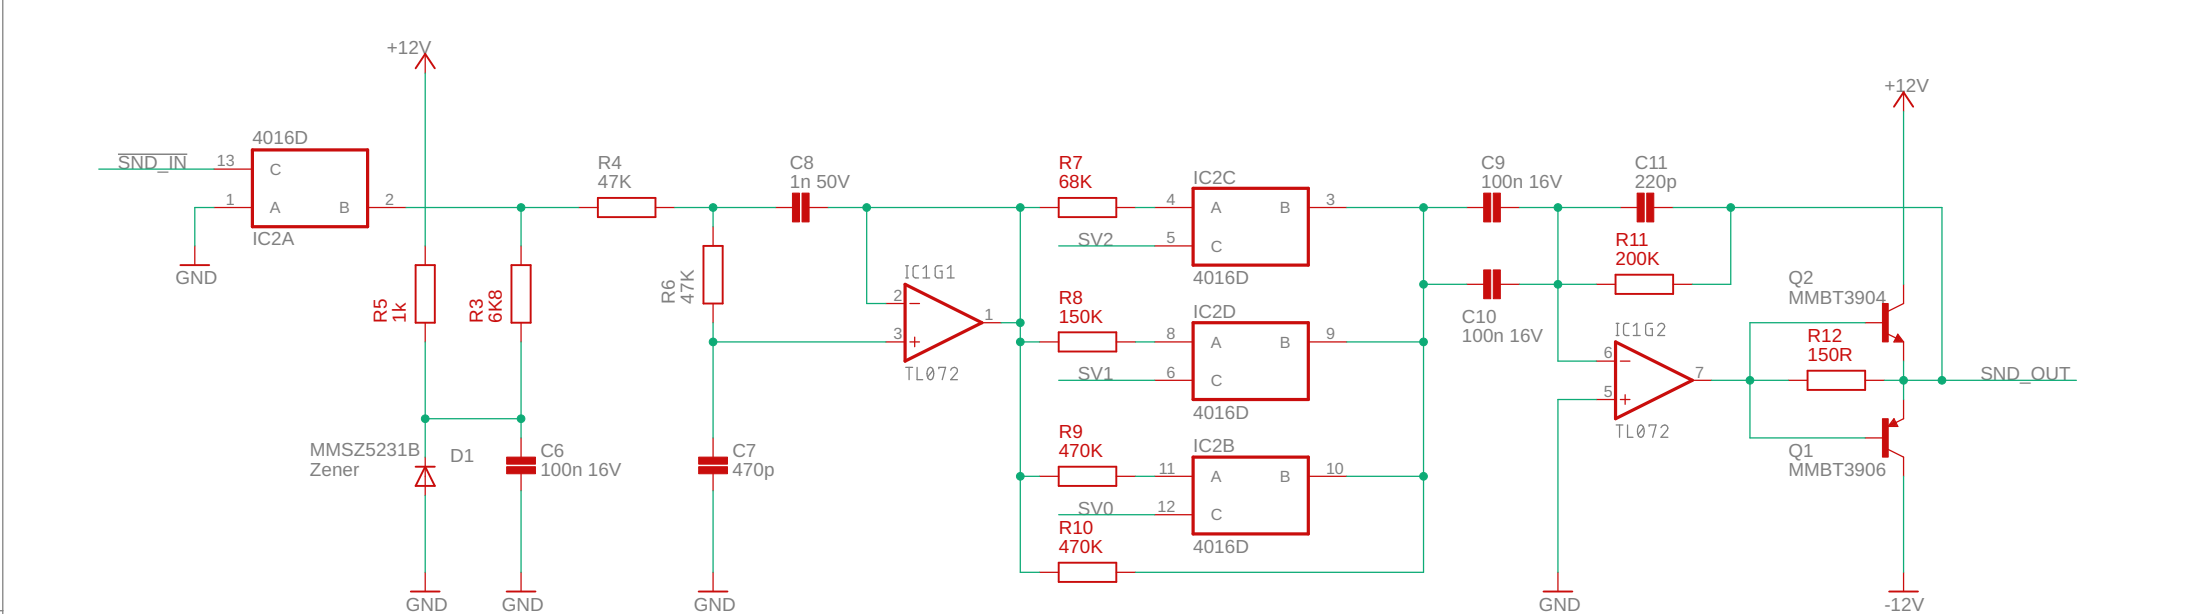 +12V
4016D
SND_IN
13
C
1
A
B
2
IC2A
GND
R5
1k
R3
6K8
MMSZ5231B
Zener
D1
C6
100n 16V
GND
GND
R4
47K
R6
47K
C7
470p
GND
C8
1n 50V
IC1G1
2
3
1
TL072
R7
68K
4
SV2
5
IC2C
A
B
C
3
4016D
R8
150K
8
SV1
6
IC2D
A
B
C
9
4016D
R9
470K
11
SV0
12
IC2B
A
B
C
10
4016D
R10
470K
C9
100n 16V
C10
100n 16V
C11
220p
R11
200K
IC1G2
6
5
7
TL072
GND
+12V
Q2
MMBT3904
R12
150R
SND_OUT
Q1
MMBT3906
-12V